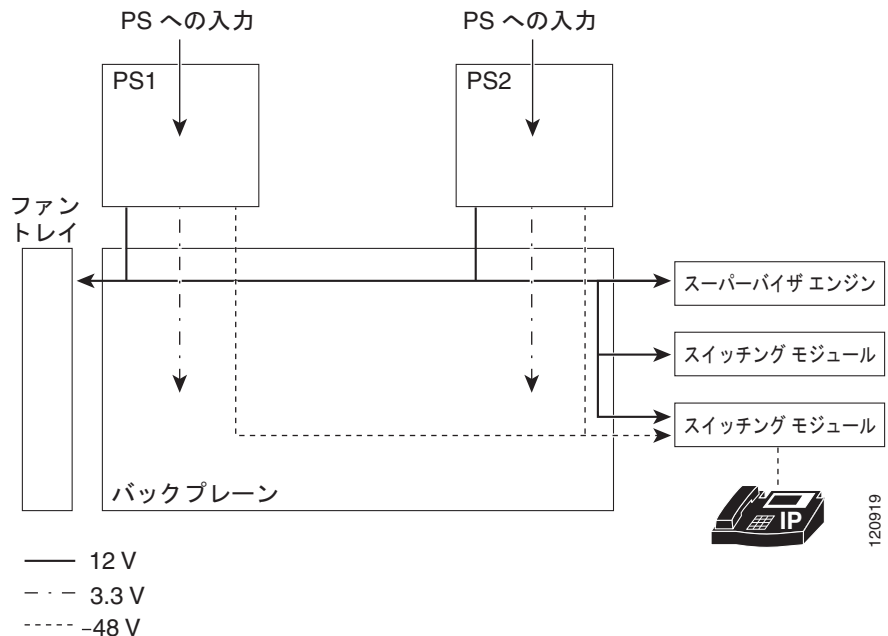 PS への入力
PS への入力
PS1
PS2
ファン
トレイ
スーパーバイザ エンジン
スイッチング モジュール
スイッチング モジュール
バックプレーン
IP
120919
12 V
3.3 V
–48 V